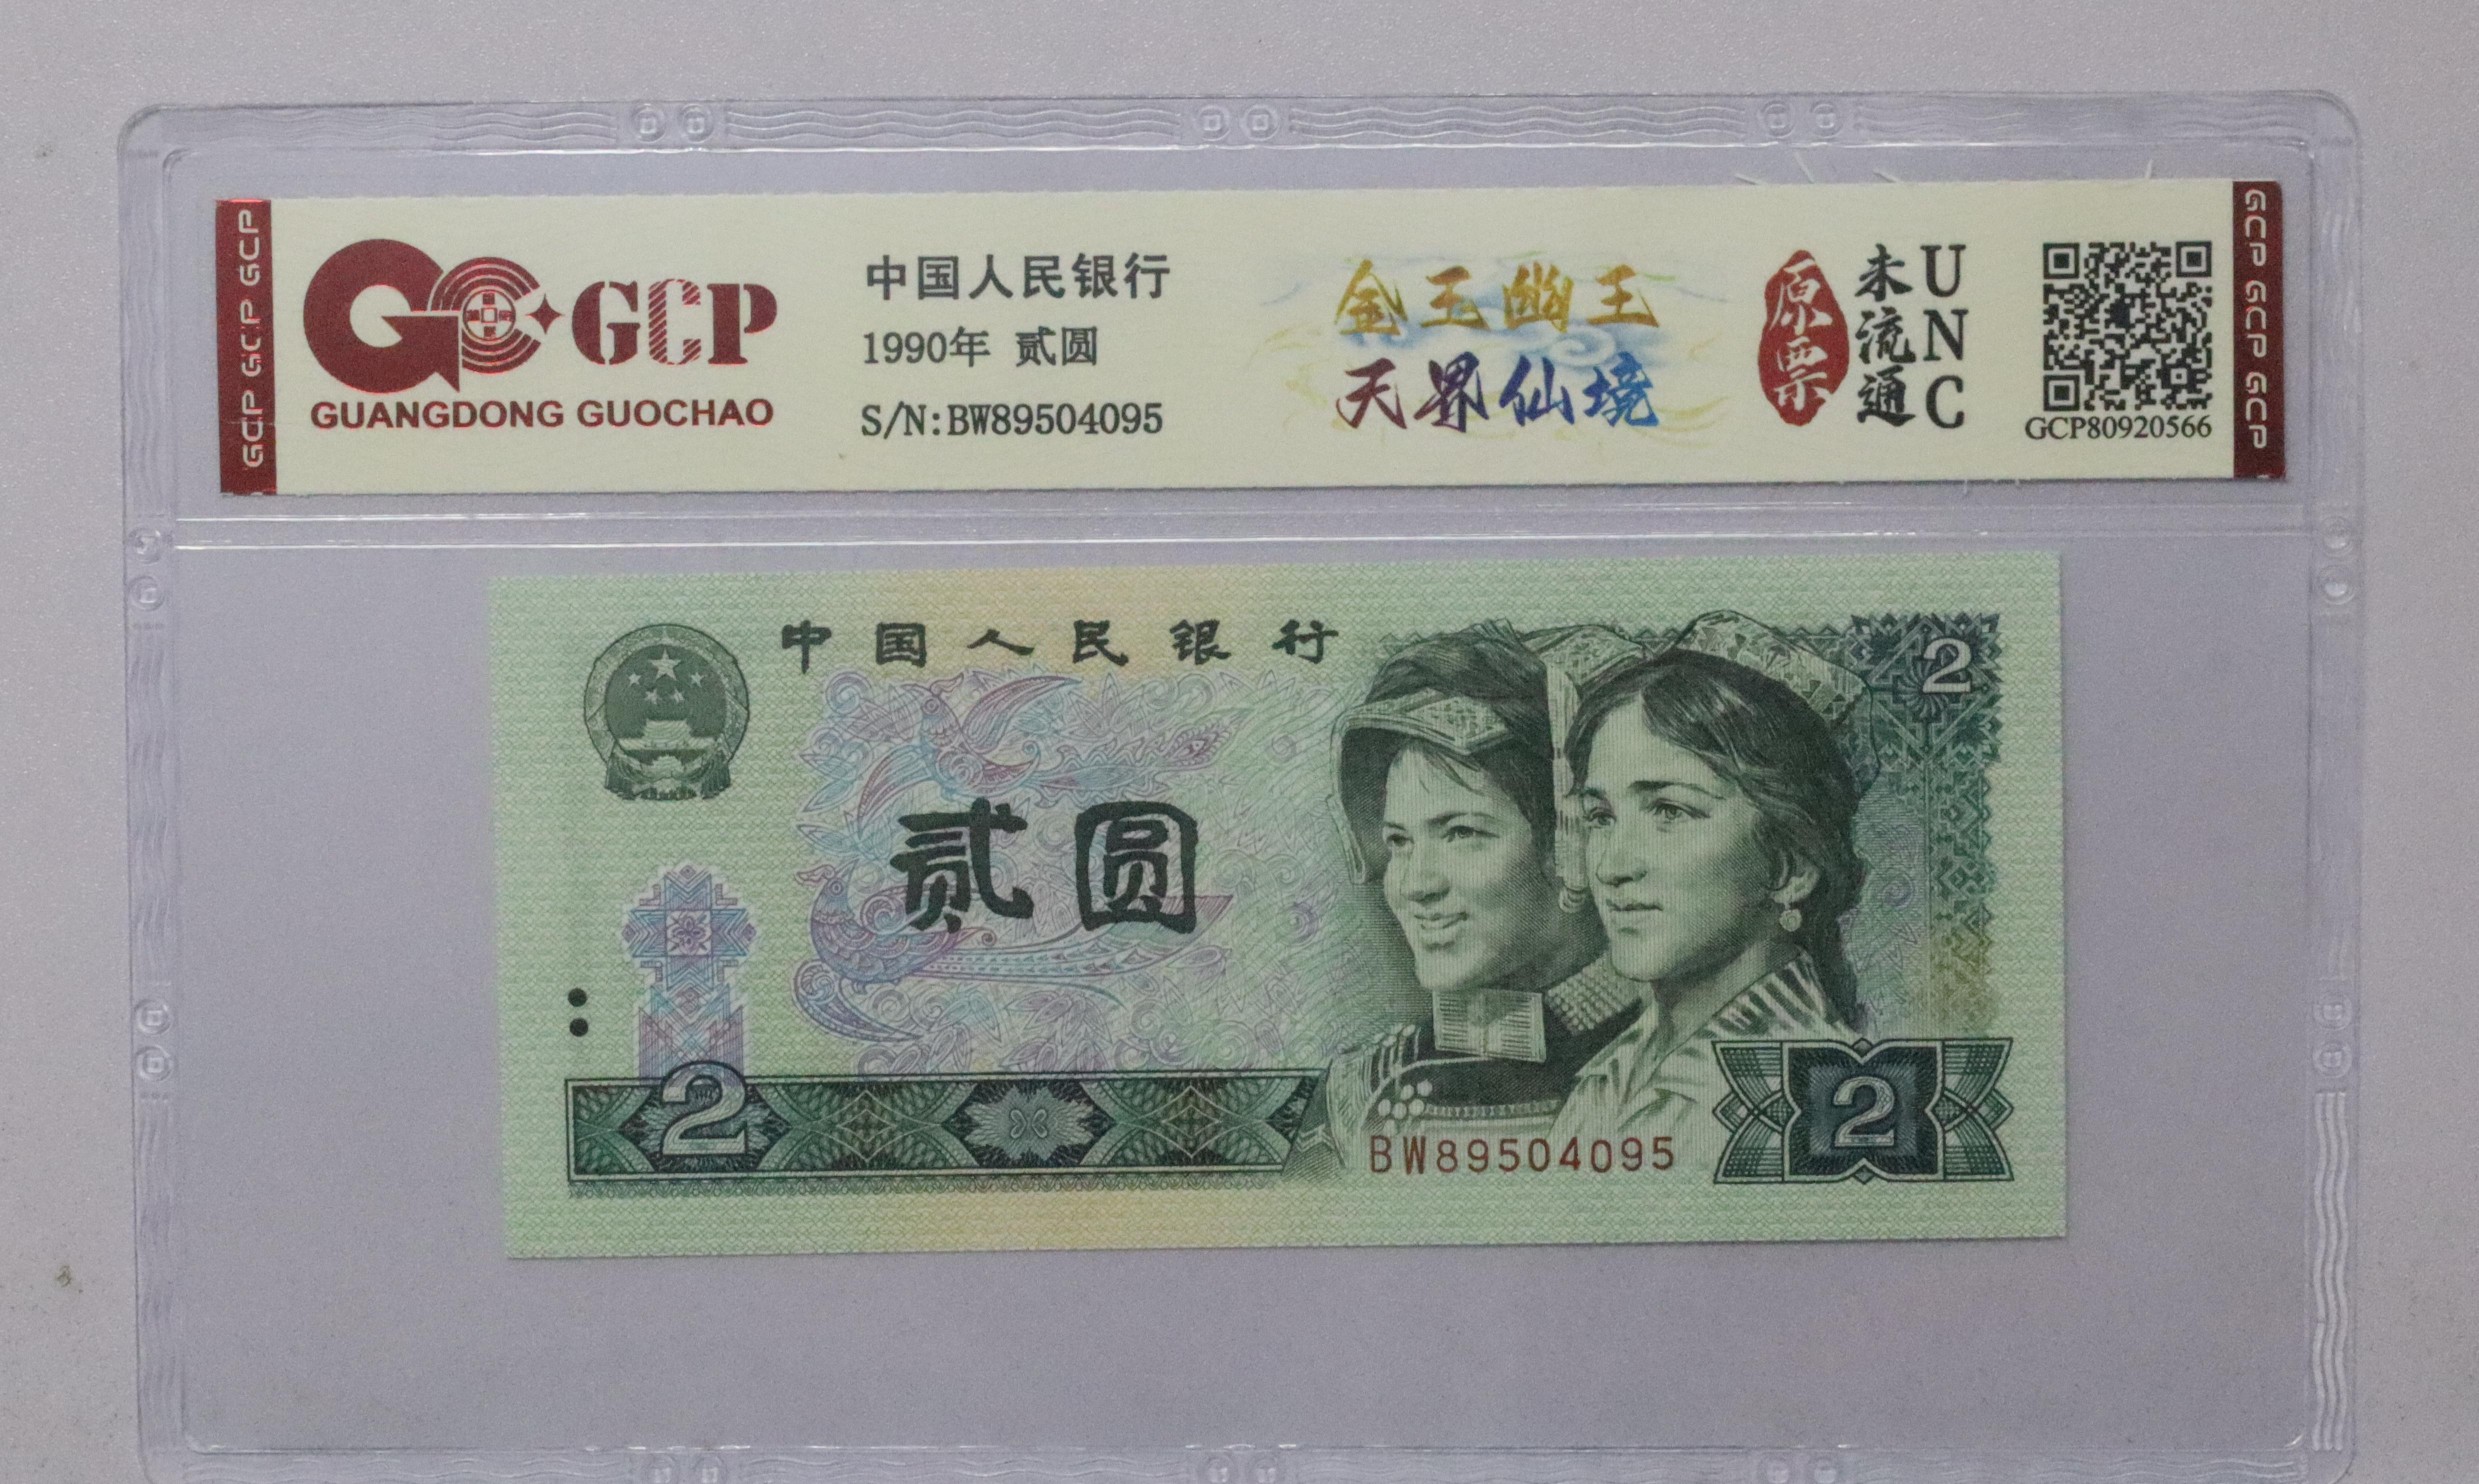 GCP GCP GCP
GCP
GUANGDONG GUOCHAO
中国人民银行
1990年 贰圆
S/N:BW89504095
金玉幽王
天界仙境
原票
未流通
UNC
GCP80920566
GCP GCP GCP
中国人民银行
2
贰圆
2
2
BW89504095